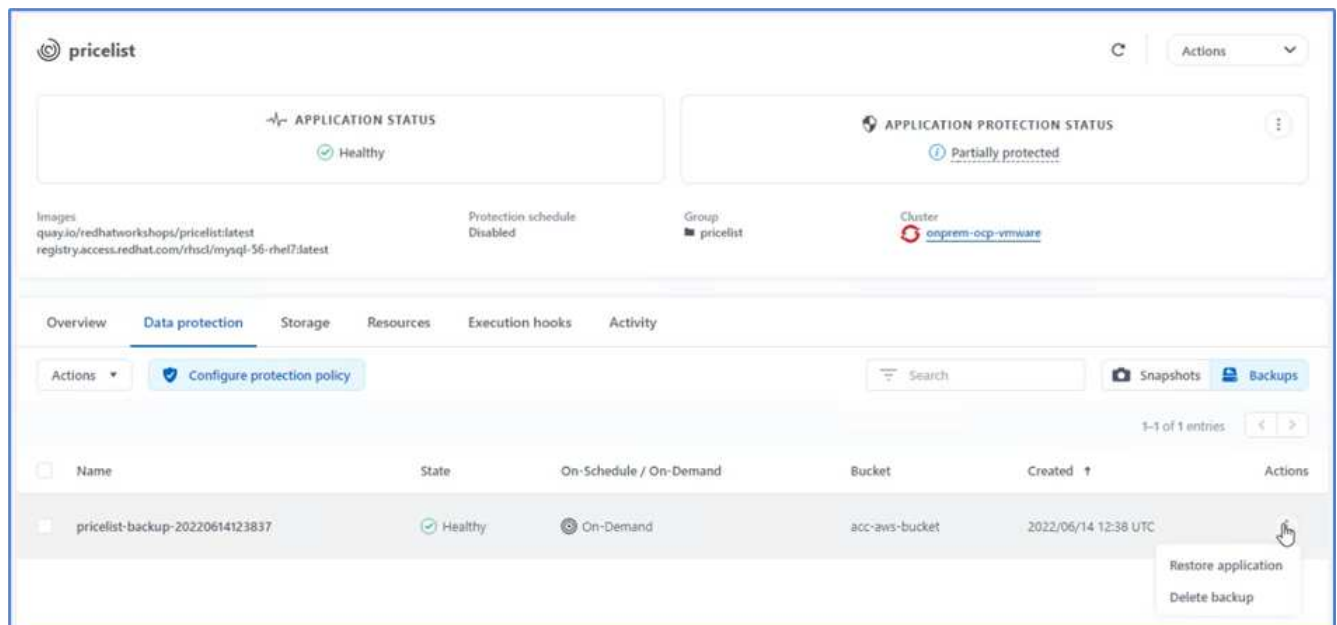 pricelist
Actions
APPLICATION STATUS
Healthy
APPLICATION PROTECTION STATUS
Partially protected
Images
quay.io/redhatworkshops/pricelist:latest
registry.access.redhat.com/rhscl/mysql-56-rhel7:latest
Protection schedule
Disabled
Group
pricelist
Cluster
onprem-ocp-vmware
Overview Data protection Storage Resources Execution hooks Activity
Actions Configure protection policy Search Snapshots Backups
1–1 of 1 entries
Name State On-Schedule / On-Demand Bucket Created Actions
pricelist-backup-20220614123837 Healthy On-Demand acc-aws-bucket 2022/06/14 12:38 UTC
Restore application
Delete backup